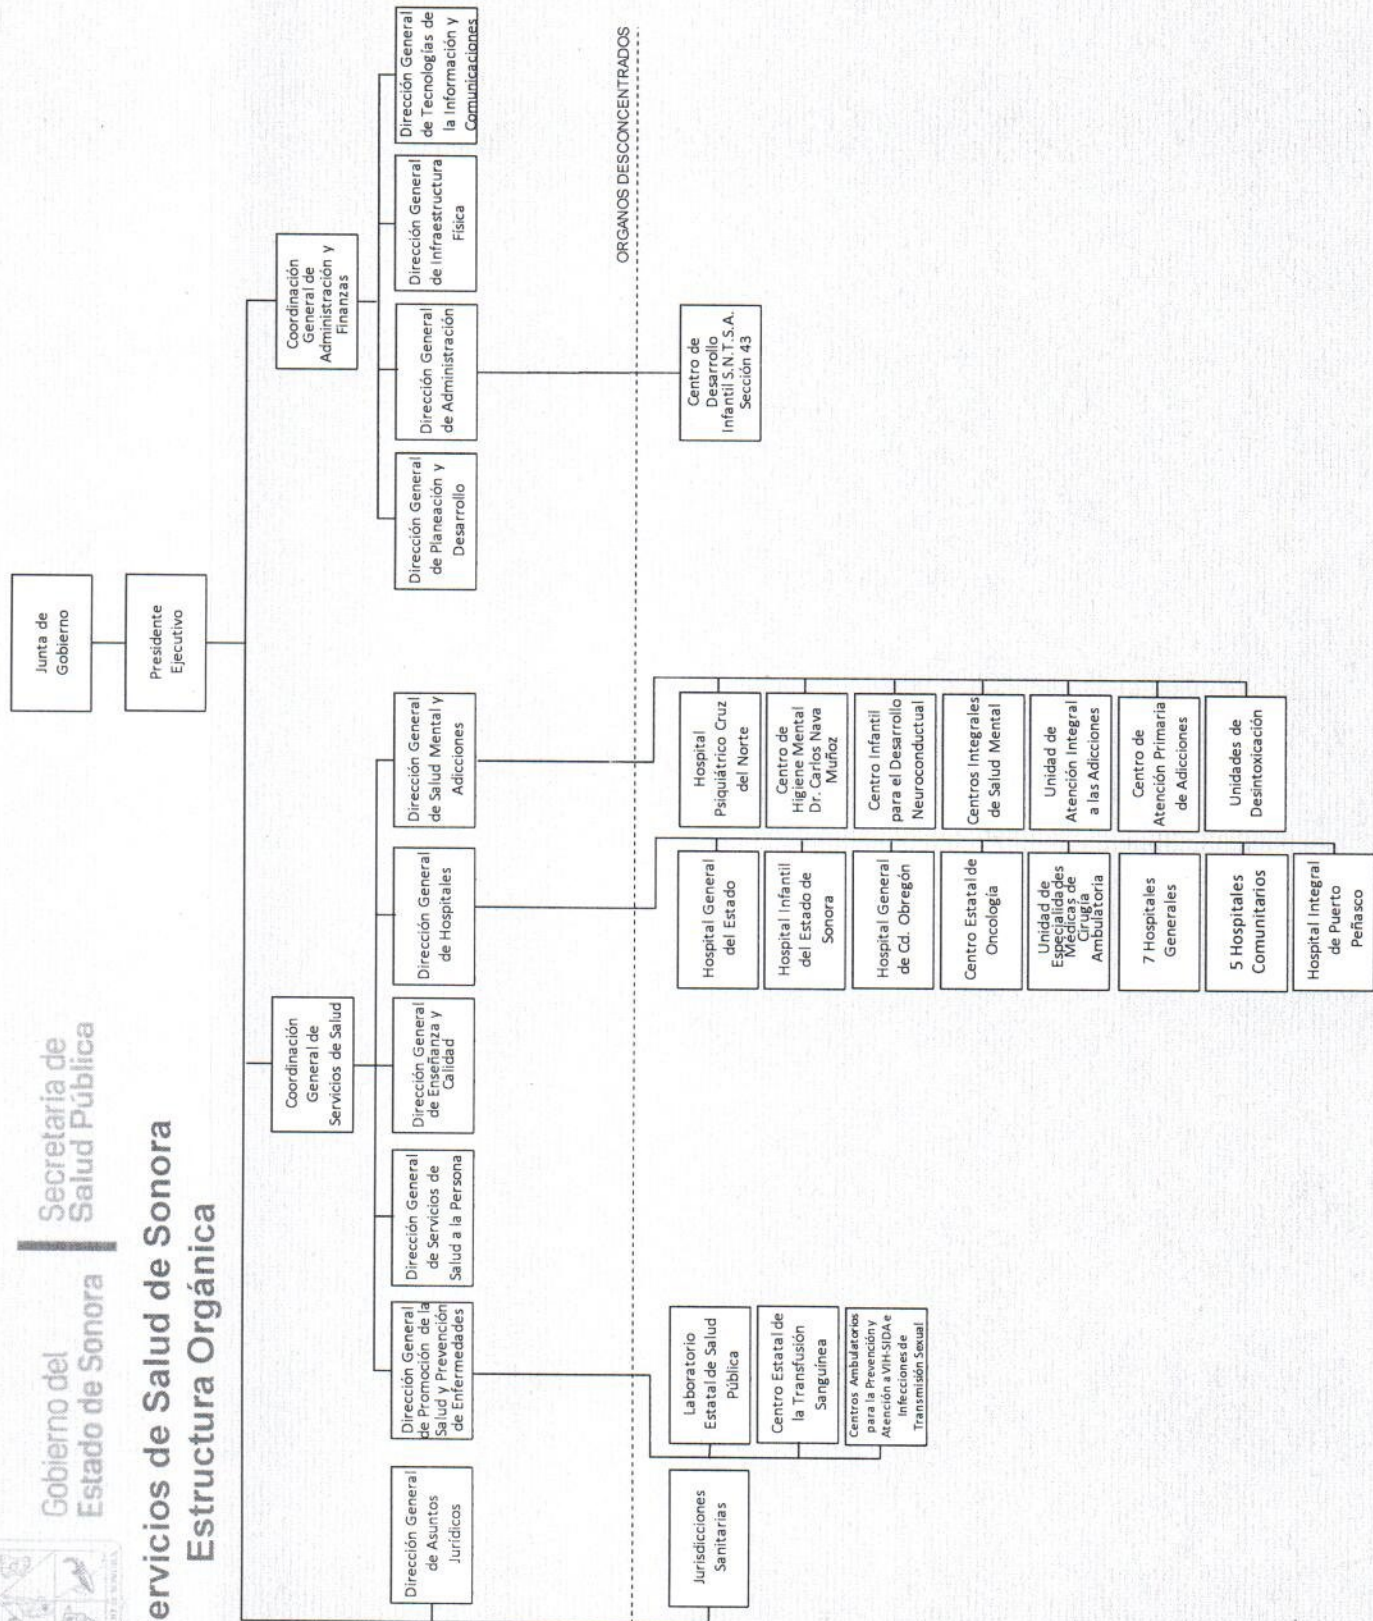 Gobierno del
Estado de Sonora
Secretaria de
Salud Pública
ervicios de Salud de Sonora
Estructura Orgánica
Junta de
Gobierno
Presidente
Ejecutivo
Coordinación
General de
Servicios de Salud
Coordinación
General de
Administración y
Finanzas
Dirección General
de Asuntos
Jurídicos
Dirección General
de Promoción de la
Salud y Prevención
de Enfermedades
Dirección General
de Servicios de
Salud a la Persona
Dirección General
de Enseñanza y
Calidad
Dirección General
de Hospitales
Dirección General
de Salud Mental y
Adicciones
Dirección General
de Planeación y
Desarrollo
Dirección General
de Administración
Dirección General
de Infraestructura
Física
Dirección General
de Tecnologías de
la Información y
Comunicaciones
ORGANOS DESCONCENTRADOS
Jurisdicciones
Sanitarias
Laboratorio
Estatal de Salud
Pública
Centro Estatal de
la Transfusión
Sanguínea
Centros Ambulatorios
para la Prevención y
Atención a VIH-SIDA e
Infecciones de
Transmisión Sexual
Hospital General
del Estado
Hospital Infantil
del Estado de
Sonora
Hospital General
de Cd. Obregón
Centro Estatal de
Oncología
Unidad de
Especialidades
Médicas de
Cirugía
Ambulatoria
7 Hospitales
Generales
5 Hospitales
Comunitarios
Hospital Integral
de Puerto
Peñasco
Hospital
Psiquiátrico Cruz
del Norte
Centro de
Higiene Mental
Dr. Carlos Nava
Muñoz
Centro Infantil
para el Desarrollo
Neuroconductual
Centros Integrales
de Salud Mental
Unidad de
Atención Integral
a las Adicciones
Centro de
Atención Primaria
de Adicciones
Unidades de
Desintoxicación
Centro de
Desarrollo
Infantil S.N.T.S.A.
Sección 43